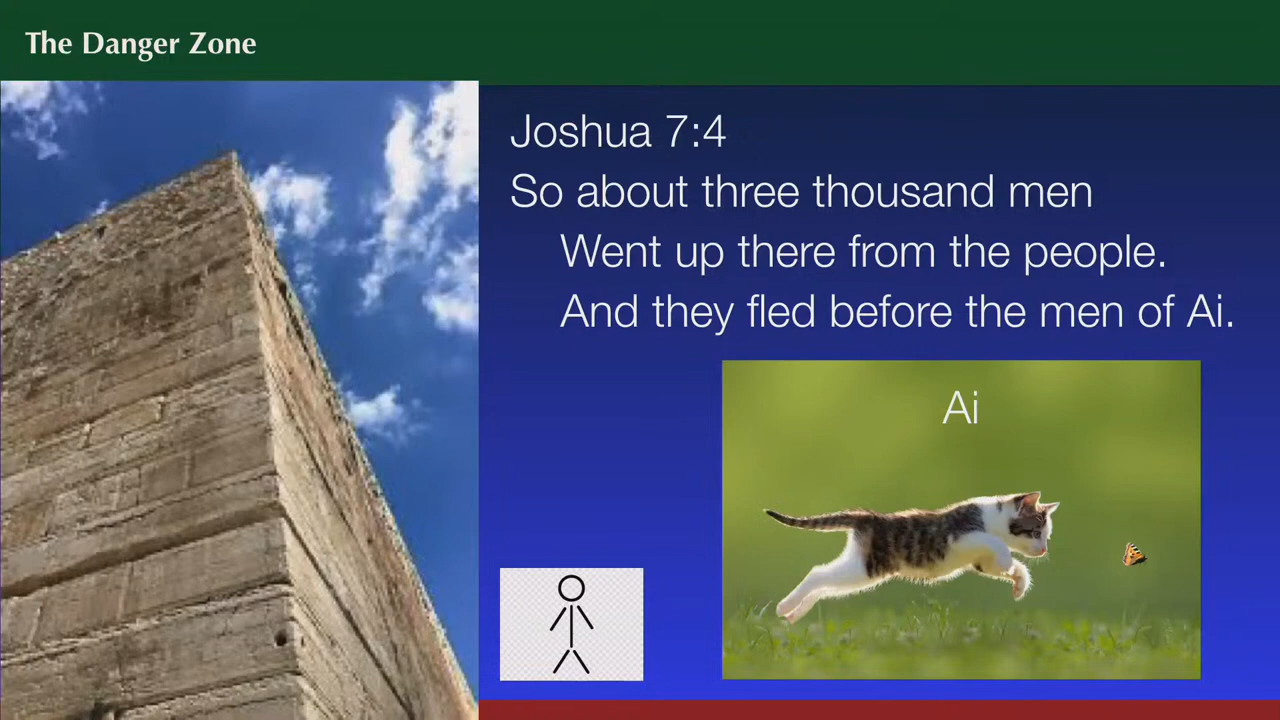 The Danger Zone
Joshua 7:4
So about three thousand men
Went up there from the people.
And they fled before the men of Ai.
Ai